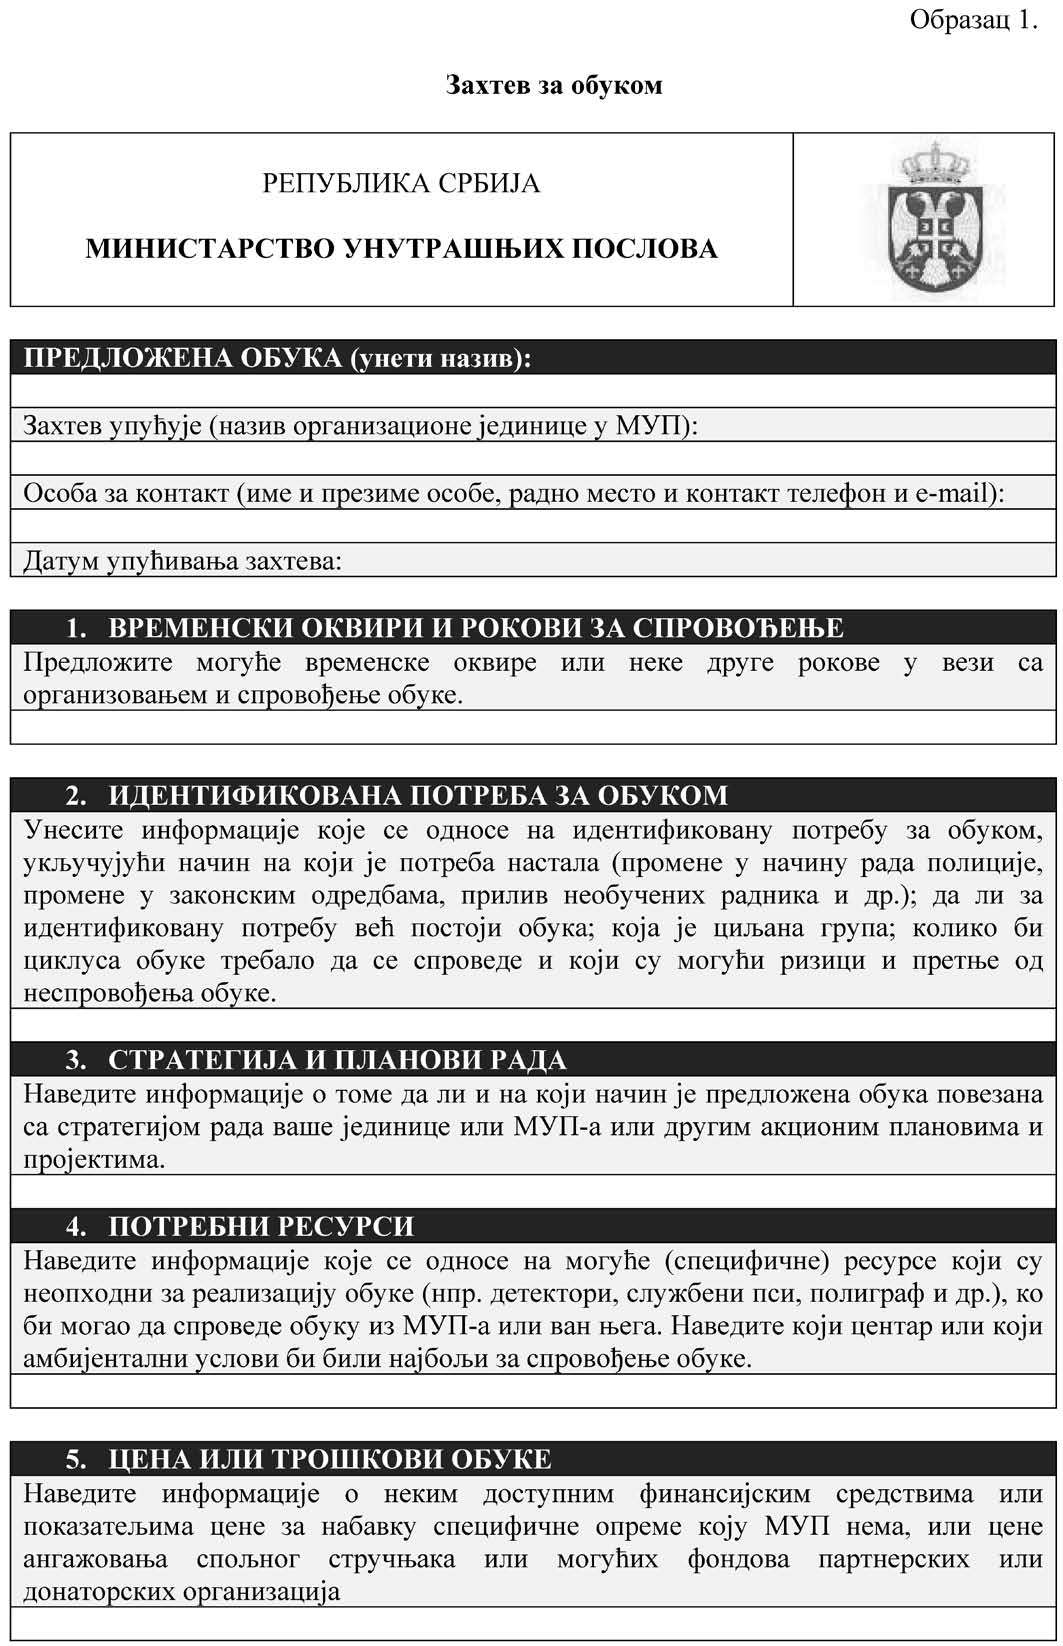 Образац 1.
Захтев за обуком
РЕПУБЛИКА СРБИЈА
МИНИСТАРСТВО УНУТРАШЊИХ ПОСЛОВА
ПРЕДЛОЖЕНА ОБУКА (унети назив):
Захтев упућује (назив организационе јединице у МУП):
Особа за контакт (име и презиме особе, радно место и контакт телефон и e-mail):
Датум упућивања захтева:
1. ВРЕМЕНСКИ ОКВИРИ И РОКОВИ ЗА СПРОВОЂЕЊЕ
Предложите могуће временске оквире или неке друге рокове у вези са
организовањем и спровођење обуке.
2. ИДЕНТИФИКОВАНА ПОТРЕБА ЗА ОБУКОМ
Унесите информације које се односе на идентификовану потребу за обуком,
укључујући начин на који је потреба настала (промене у начину рада полиције,
промене у законским одредбама, прилив необучених радника и др.); да ли за
идентификовану потребу већ постоји обука; која је циљана група; колико би
циклуса обуке требало да се спроведе и који су могући ризици и претње од
неспровођења обуке.
3. СТРАТЕГИЈА И ПЛАНОВИ РАДА
Наведите информације о томе да ли и на који начин је предложена обука повезана
са стратегијом рада ваше јединице или МУП-а или другим акционим плановима и
пројектима.
4. ПОТРЕБНИ РЕСУРСИ
Наведите информације које се односе на могуће (специфичне) ресурсе који су
неопходни за реализацију обуке (нпр. детектори, службени пси, полиграф и др.), ко
би могао да спроведе обуку из МУП-а или ван њега. Наведите који центар или који
амбијентални услови би били најбољи за спровођење обуке.
5. ЦЕНА ИЛИ ТРОШКОВИ ОБУКЕ
Наведите информације о неким доступним финансијским средствима или
показатељима цене за набавку специфичне опреме коју МУП нема, или цене
ангажовања спољног стручњака или могућих фондова партнерских или
донаторских организација